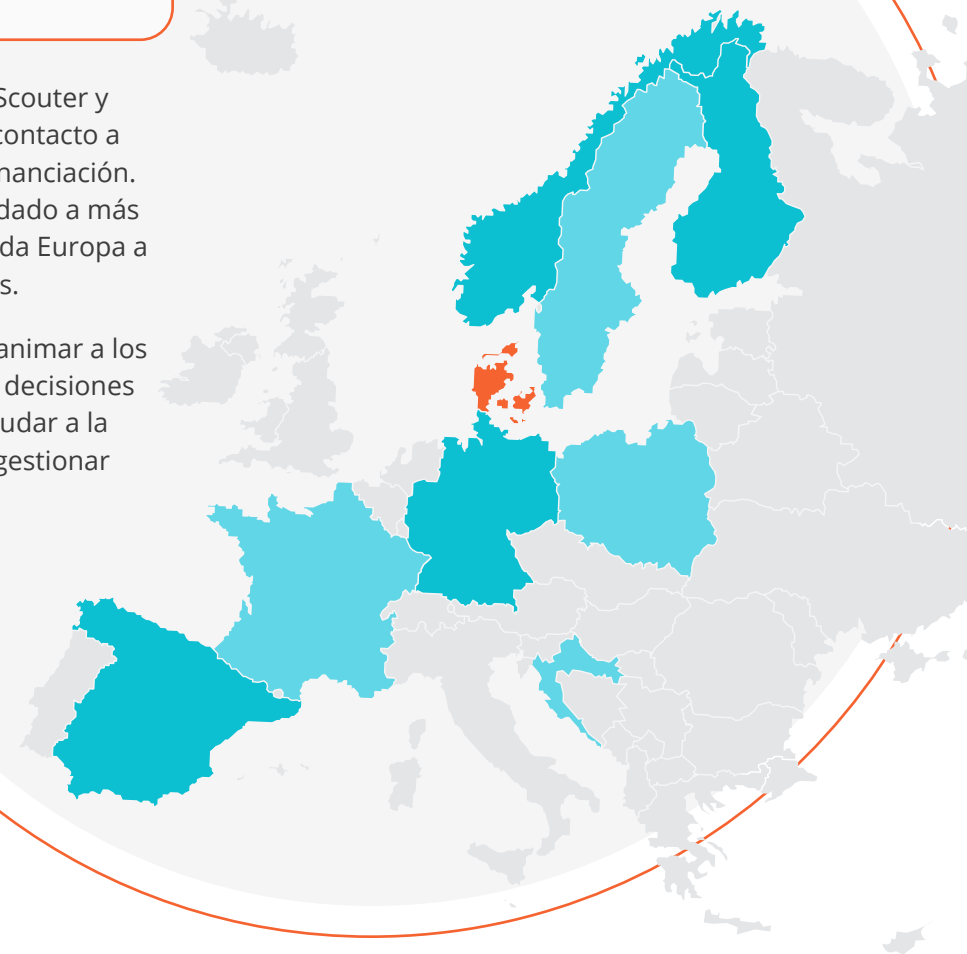 Scouter y
contacto a
nanciación.
dado a más
da Europa a
s.
animar a los
decisiones
udar a la
gestionar